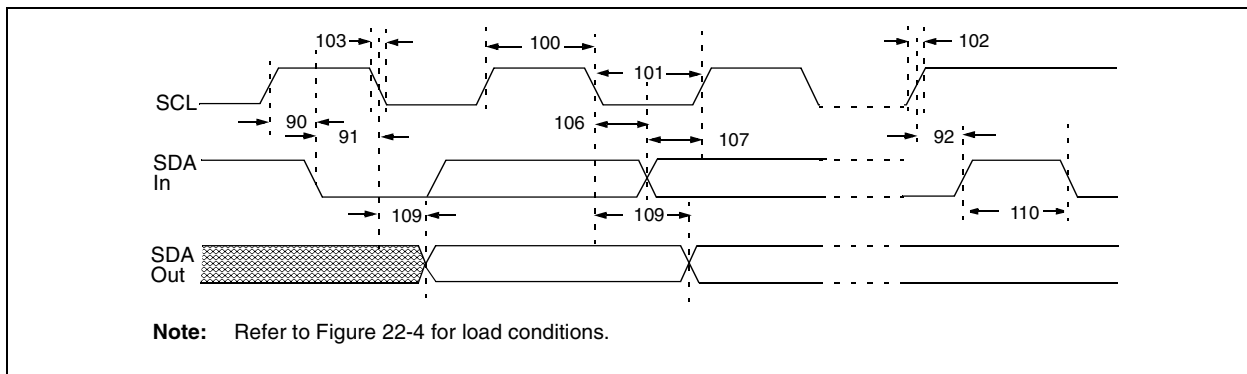 103
100
102
101
SCL
90
91
106
107
92
SDA
In
109
109
110
SDA
Out
Note: Refer to Figure 22-4 for load conditions.